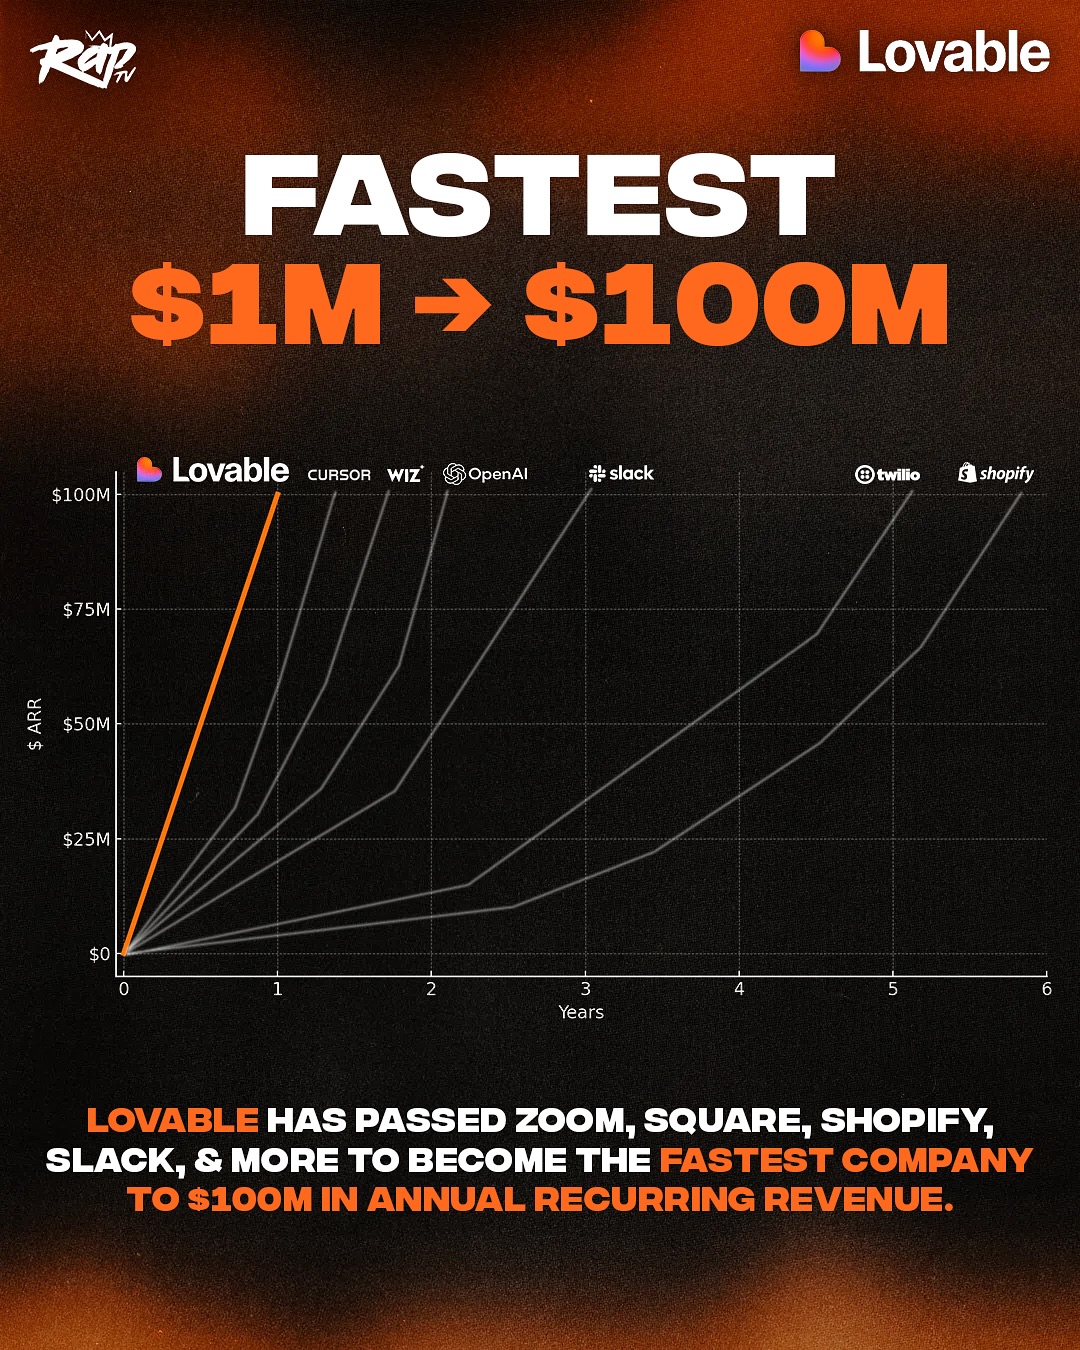 Rap TV
Lovable
FASTEST
$1M → $100M
Lovable CURSOR WIZ OpenAI slack twilio shopify
$100M
$75M
$50M
$25M
$0
$ ARR
0 1 2 3 4 5 6
Years
LOVABLE HAS PASSED ZOOM, SQUARE, SHOPIFY,
SLACK, & MORE TO BECOME THE FASTEST COMPANY
TO $100M IN ANNUAL RECURRING REVENUE.